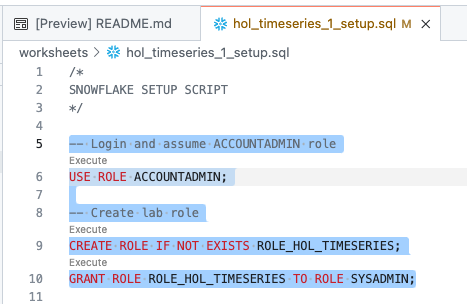 [Preview] README.md
hol_timeseries_1_setup.sql M
worksheets > hol_timeseries_1_setup.sql
1 /*
2 SNOWFLAKE SETUP SCRIPT
3 */
4
5 -- Login and assume ACCOUNTADMIN role
Execute
6 USE ROLE ACCOUNTADMIN;
7
8 -- Create lab role
Execute
9 CREATE ROLE IF NOT EXISTS ROLE_HOL_TIMESERIES;
Execute
10 GRANT ROLE ROLE_HOL_TIMESERIES TO ROLE SYSADMIN;
11